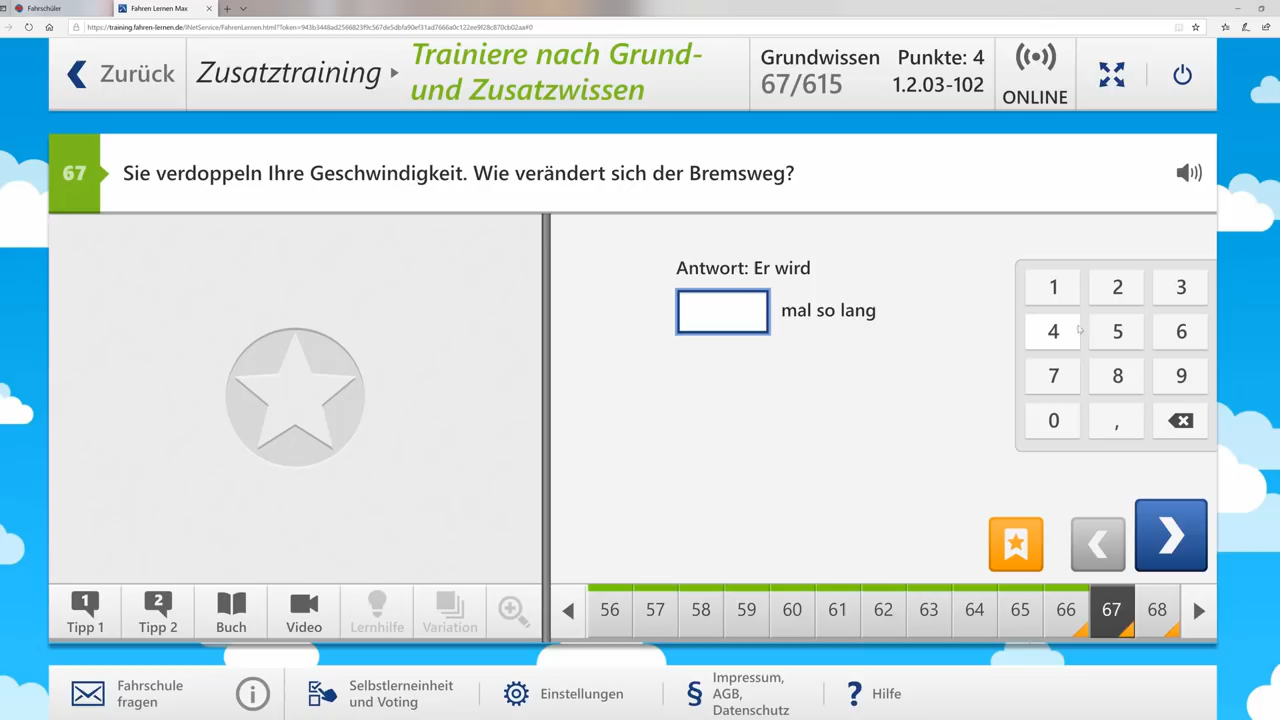 Fahrschüler
Fahren Lernen Max
Zurück
Zusatztraining
Trainiere nach Grund-
und Zusatzwissen
Grundwissen
67/615
Punkte: 4
1.2.03-102
ONLINE
67
Sie verdoppeln Ihre Geschwindigkeit. Wie verändert sich der Bremsweg?
Antwort: Er wird
mal so lang
1 2 3
4 5 6
7 8 9
0 ,
1 Tipp 1
2 Tipp 2
Buch
Video
Lernhilfe
Variation
56 57 58 59 60 61 62 63 64 65 66 67 68
Fahrschule
fragen
Selbstlerneinheit
und Voting
Einstellungen
§ Impressum,
AGB,
Datenschutz
? Hilfe